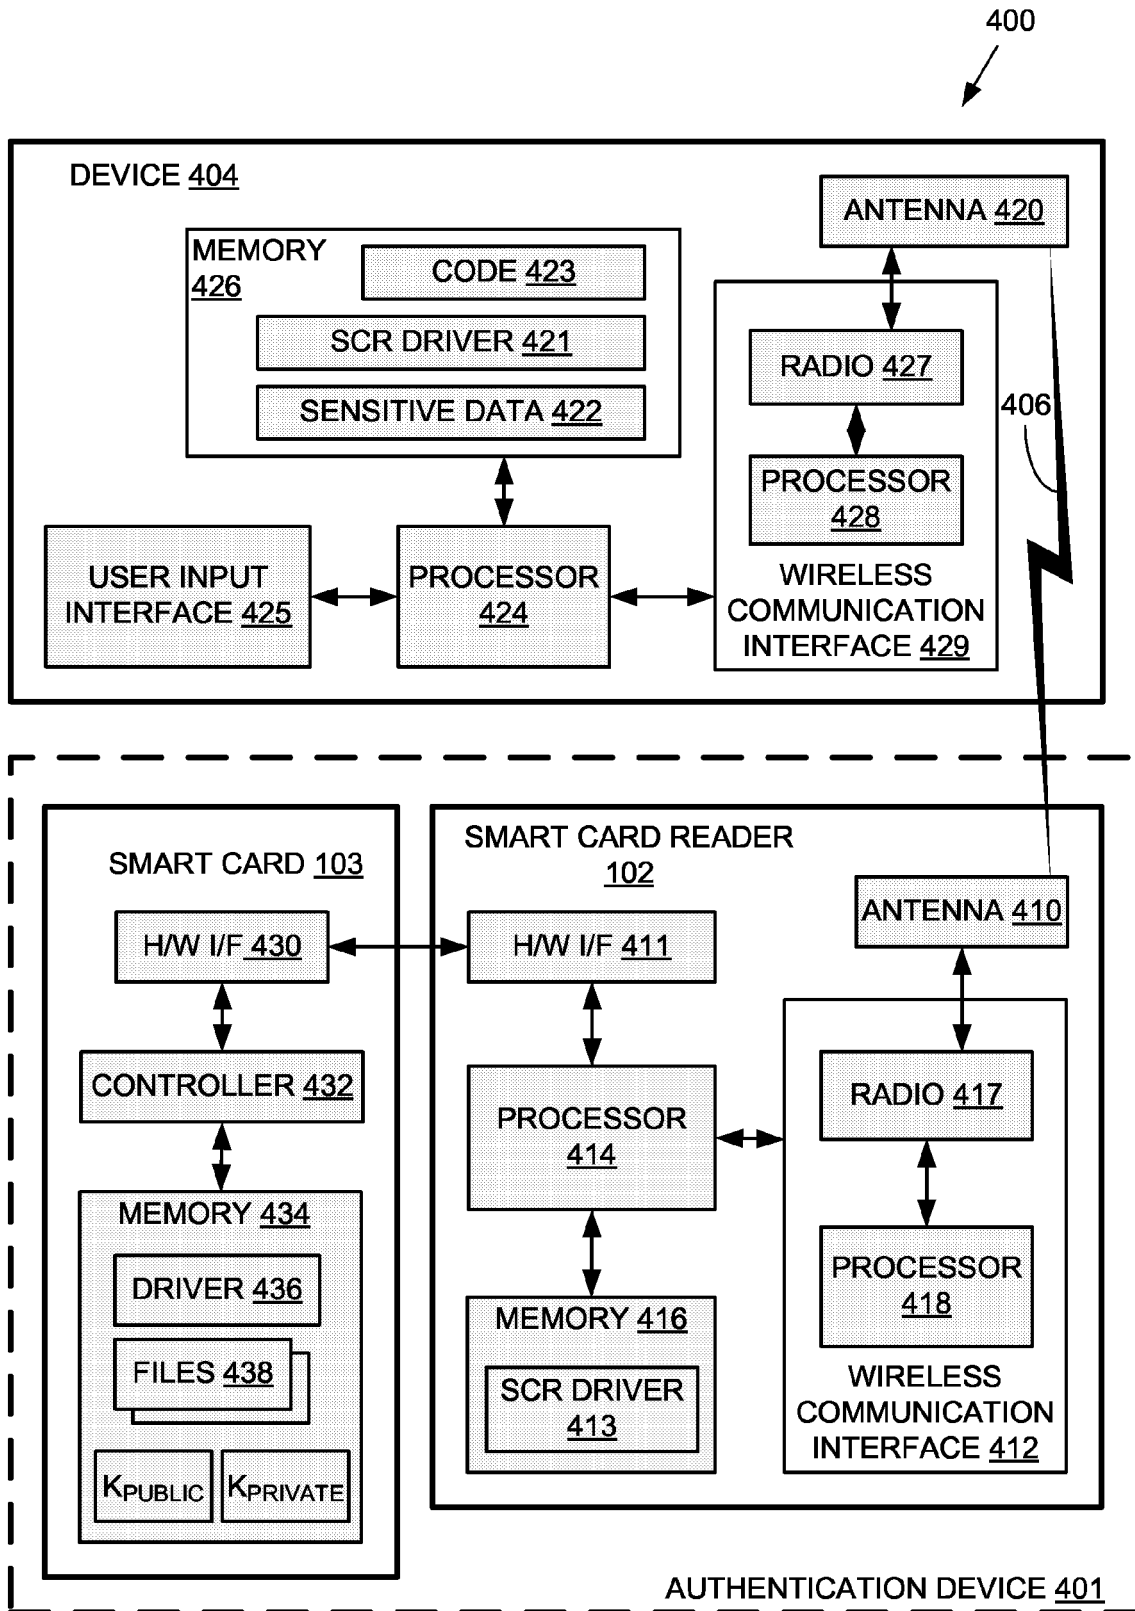 400
DEVICE 404
ANTENNA 420
MEMORY
426
CODE 423
SCR DRIVER 421
SENSITIVE DATA 422
RADIO 427
406
PROCESSOR
428
USER INPUT
INTERFACE 425
PROCESSOR
424
WIRELESS
COMMUNICATION
INTERFACE 429
SMART CARD 103
SMART CARD READER
102
ANTENNA 410
H/W I/F 430
H/W I/F 411
CONTROLLER 432
PROCESSOR
414
RADIO 417
MEMORY 434
DRIVER 436
FILES 438
KPUBLIC
KPRIVATE
MEMORY 416
SCR DRIVER
413
PROCESSOR
418
WIRELESS
COMMUNICATION
INTERFACE 412
AUTHENTICATION DEVICE 401